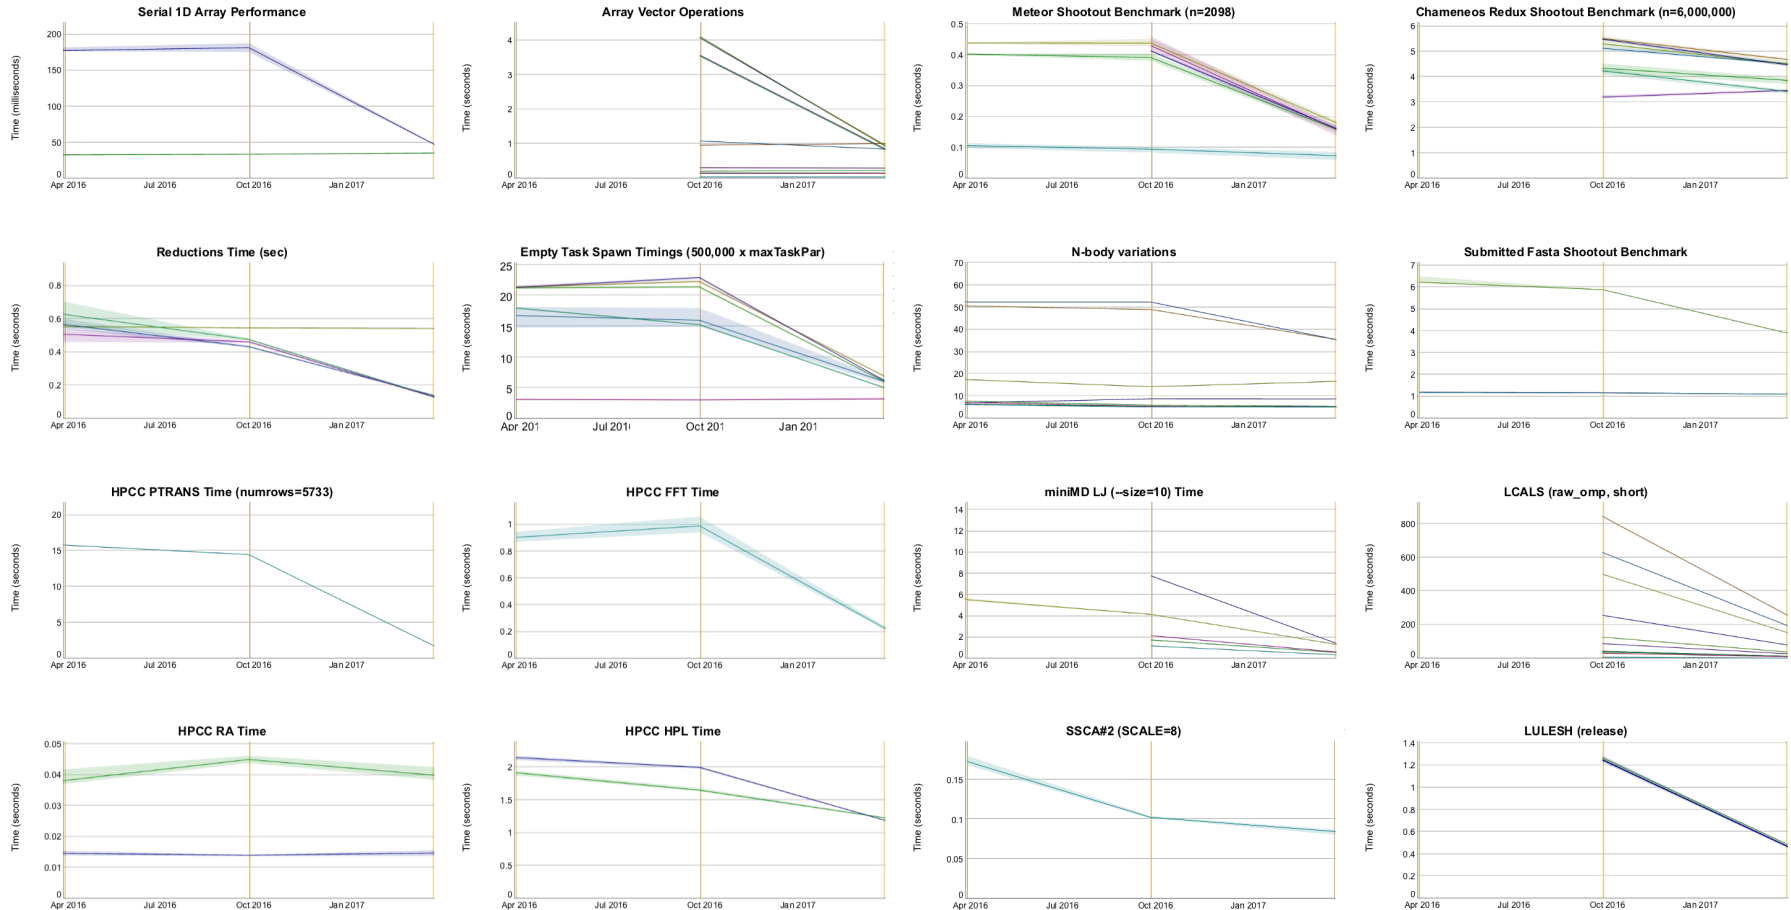 Serial 1D Array Performance
Time (milliseconds)
200
150
100
50
0
Apr 2016 Jul 2016 Oct 2016 Jan 2017
Array Vector Operations
Time (seconds)
4
3
2
1
0
Apr 2016 Jul 2016 Oct 2016 Jan 2017
Meteor Shootout Benchmark (n=2098)
Time (seconds)
0.5
0.4
0.3
0.2
0.1
0
Apr 2016 Jul 2016 Oct 2016 Jan 2017
Chameneos Redux Shootout Benchmark (n=6,000,000)
Time (seconds)
6
5
4
3
2
1
0
Apr 2016 Jul 2016 Oct 2016 Jan 2017
Reductions Time (sec)
Time (seconds)
0.8
0.6
0.4
0.2
0
Apr 2016 Jul 2016 Oct 2016 Jan 2017
Empty Task Spawn Timings (500,000 x maxTaskPar)
Time (seconds)
25
20
15
10
5
0
Apr 201 Jul 201 Oct 201 Jan 201
N-body variations
Time (seconds)
70
60
50
40
30
20
10
0
Apr 2016 Jul 2016 Oct 2016 Jan 2017
Submitted Fasta Shootout Benchmark
Time (seconds)
7
6
5
4
3
2
1
0
Apr 2016 Jul 2016 Oct 2016 Jan 2017
HPCC PTRANS Time (numrows=5733)
Time (seconds)
20
15
10
5
0
Apr 2016 Jul 2016 Oct 2016 Jan 2017
HPCC FFT Time
Time (seconds)
1
0.8
0.6
0.4
0.2
0
Apr 2016 Jul 2016 Oct 2016 Jan 2017
miniMD LJ (--size=10) Time
Time (seconds)
14
12
10
8
6
4
2
0
Apr 2016 Jul 2016 Oct 2016 Jan 2017
LCALS (raw_omp, short)
Time (seconds)
800
600
400
200
0
Apr 2016 Jul 2016 Oct 2016 Jan 2017
HPCC RA Time
Time (seconds)
0.05
0.04
0.03
0.02
0.01
0
Apr 2016 Jul 2016 Oct 2016 Jan 2017
HPCC HPL Time
Time (seconds)
2
1.5
1
0.5
0
Apr 2016 Jul 2016 Oct 2016 Jan 2017
SSCA#2 (SCALE=8)
Time (seconds)
0.15
0.1
0.05
0
Apr 2016 Jul 2016 Oct 2016 Jan 2017
LULESH (release)
Time (seconds)
1.4
1.2
1
0.8
0.6
0.4
0.2
0
Apr 2016 Jul 2016 Oct 2016 Jan 2017